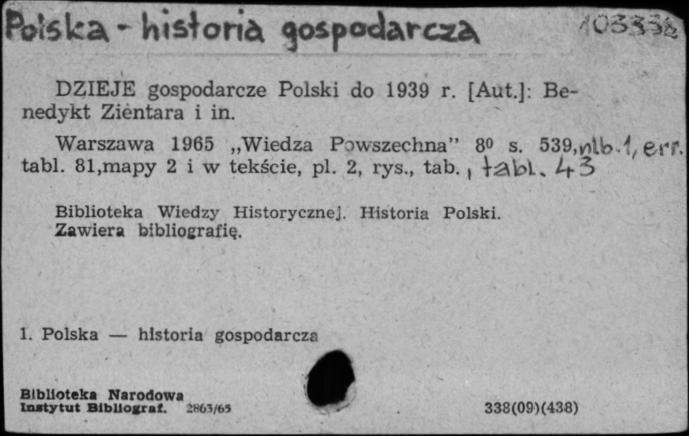 Polska - historia gospodarcza
103338
DZIEJE gospodarcze Polski do 1939 r. [Aut.]: Be-
nedykt Zientara i in.
Warszawa 1965 „Wiedza Powszechna” 8⁰ s. 539, nlb. 1, err.
tabl. 81,mapy 2 i w tekście, pl. 2, rys., tab., tabl. 43
Biblioteka Wiedzy Historycznej. Historia Polski.
Zawiera bibliografię.
1. Polska — historia gospodarcza
Biblioteka Narodowa
Instytut Bibliograf. 2863/65
338(09)(438)